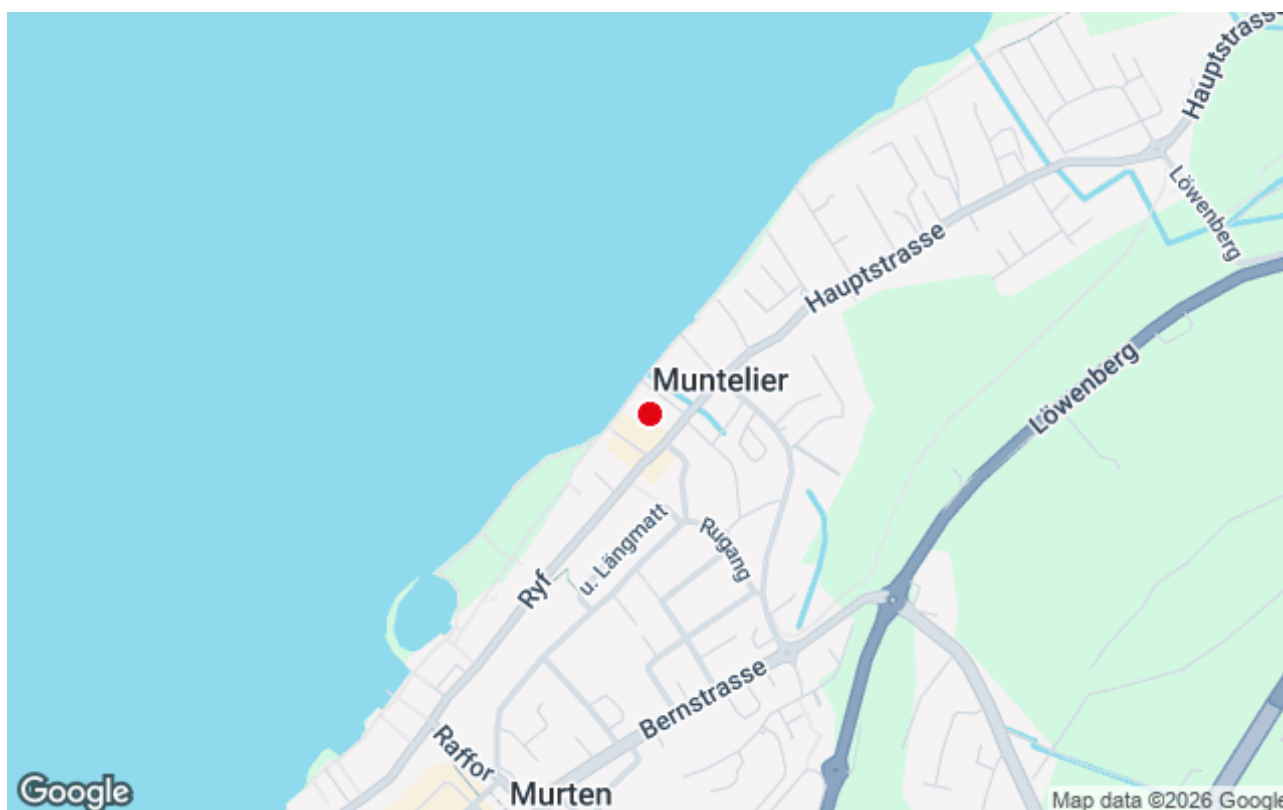 Hauptstrasse
Löwenberg
Hauptstrasse
Muntelier
Löwenberg
u. Längmatt
Rugang
Ryf
Bernstrasse
Raffor
Murten
Google
Map data ©2026 Google